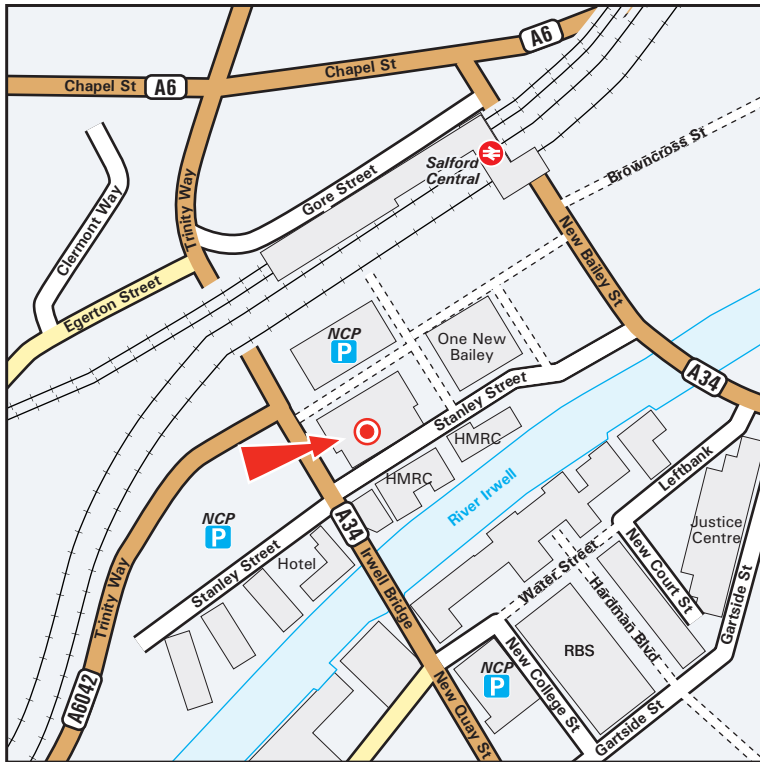 A6
Chapel St
A6
Chapel St
Salford
Central
Browncross St
Gore Street
Trinity Way
Clermont Way
Egerton Street
New Bailey St
NCP
P
One New
Bailey
A34
Stanley Street
HMRC
HMRC
River Irwell
Leftbank
NCP
P
A34
Justice
Centre
Hotel
Stanley Street
Irwell Bridge
Water Street
New Court St
Hardman Blvd
Gartside St
Trinity Way
RBS
NCP
P
A6042
New Quay St
New College St
Gartside St